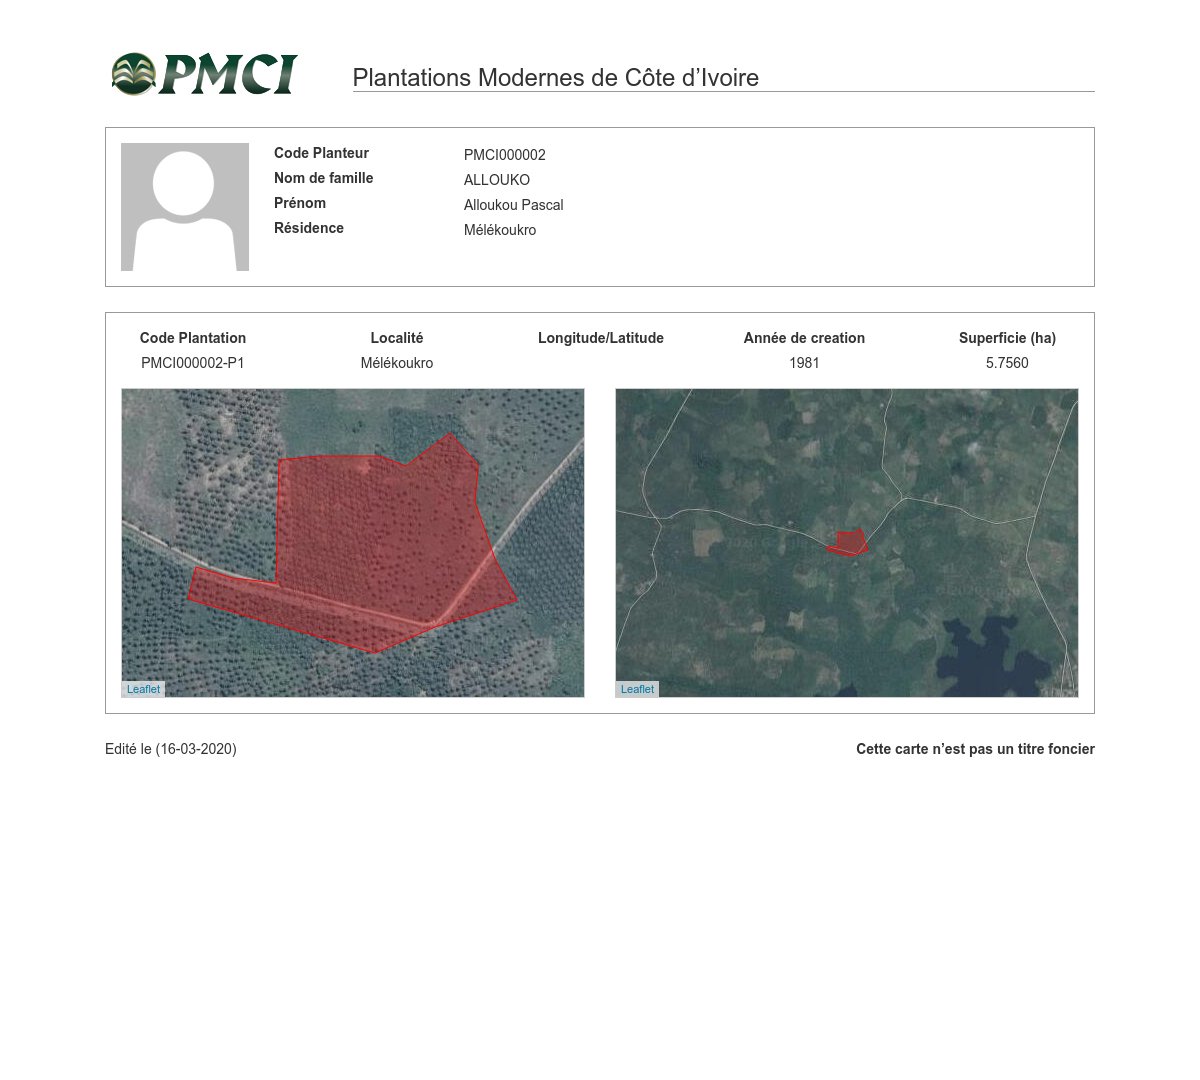 PMCI
Plantations Modernes de Côte d’Ivoire
Code Planteur PMCI000002
Nom de famille ALLOUKO
Prénom Alloukou Pascal
Résidence Mélékoukro
Code Plantation Localité Longitude/Latitude Année de creation Superficie (ha)
PMCI000002-P1 Mélékoukro 1981 5.7560
Leaflet Leaflet
Edité le (16-03-2020) Cette carte n’est pas un titre foncier